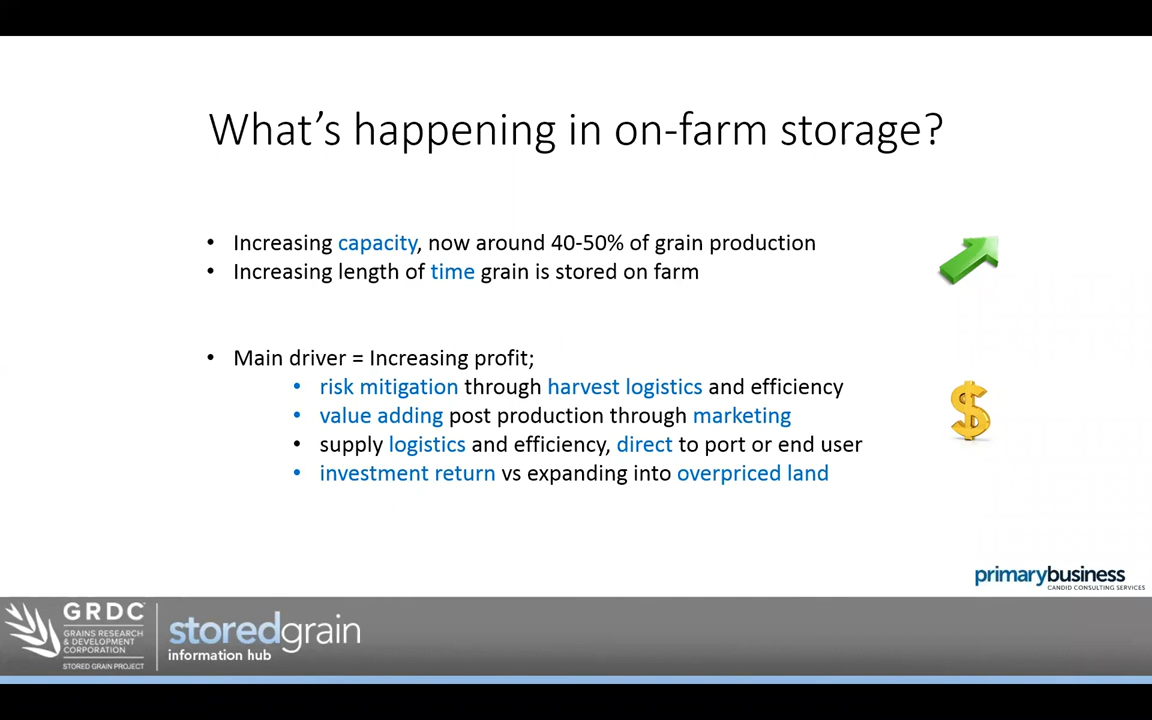 What's happening in on-farm storage?
• Increasing capacity, now around 40-50% of grain production
• Increasing length of time grain is stored on farm
• Main driver = Increasing profit;
• risk mitigation through harvest logistics and efficiency
• value adding post production through marketing
• supply logistics and efficiency, direct to port or end user
• investment return vs expanding into overpriced land
$
primarybusiness
CANDID CONSULTING SERVICES
GRDC
GRAINS RESEARCH
& DEVELOPMENT
CORPORATION
STORED GRAIN PROJECT
storedgrain
information hub